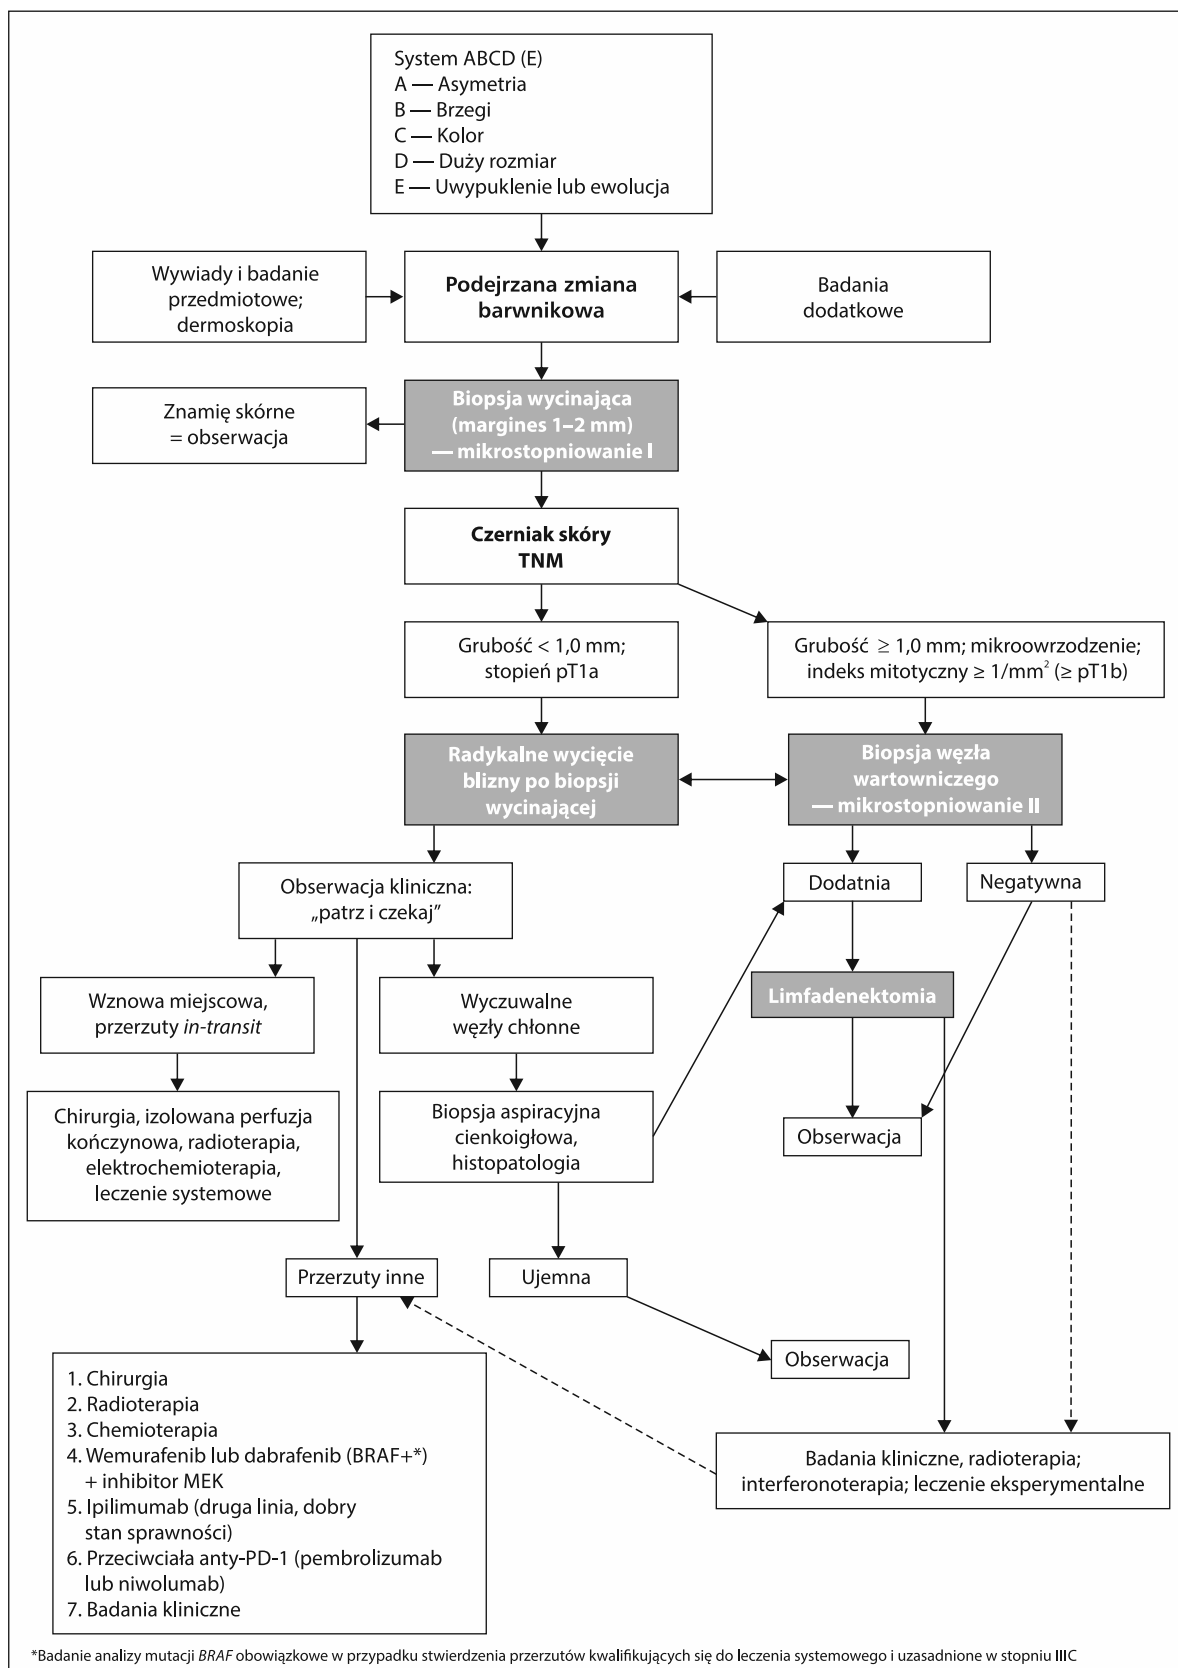 System ABCD (E)
A — Asymetria
B — Brzegi
C — Kolor
D — Duży rozmiar
E — Uwypuklenie lub ewolucja
Wywiady i badanie
przedmiotowe;
dermoskopia
Podejrzana zmiana
barwnikowa
Badania
dodatkowe
Znamię skórne
= obserwacja
Biopsja wycinająca
(margines 1–2 mm)
— mikrostopniowanie I
Czerniak skóry
TNM
Grubość < 1,0 mm;
stopień pT1a
Grubość ≥ 1,0 mm; mikroowrzodzenie;
indeks mitotyczny ≥ 1/mm² (≥ pT1b)
Radykalne wycięcie
blizny po biopsji
wycinającej
Biopsja węzła
wartowniczego
— mikrostopniowanie II
Obserwacja kliniczna:
„patrz i czekaj”
Dodatnia
Negatywna
Wznowa miejscowa,
przerzuty in-transit
Wyczuwalne
węzły chłonne
Limfadenektomia
Chirurgia, izolowana perfuzja
kończynowa, radioterapia,
elektrochemioterapia,
leczenie systemowe
Biopsja aspiracyjna
cienkoigłowa,
histopatologia
Obserwacja
Przerzuty inne
Ujemna
Obserwacja
1. Chirurgia
2. Radioterapia
3. Chemioterapia
4. Wemurafenib lub dabrafenib (BRAF+*)
+ inhibitor MEK
5. Ipilimumab (druga linia, dobry
stan sprawności)
6. Przeciwciała anty-PD-1 (pembrolizumab
lub niwolumab)
7. Badania kliniczne
Badania kliniczne, radioterapia;
interferonoterapia; leczenie eksperymentalne
*Badanie analizy mutacji BRAF obowiązkowe w przypadku stwierdzenia przerzutów kwalifikujących się do leczenia systemowego i uzasadnione w stopniu IIIC